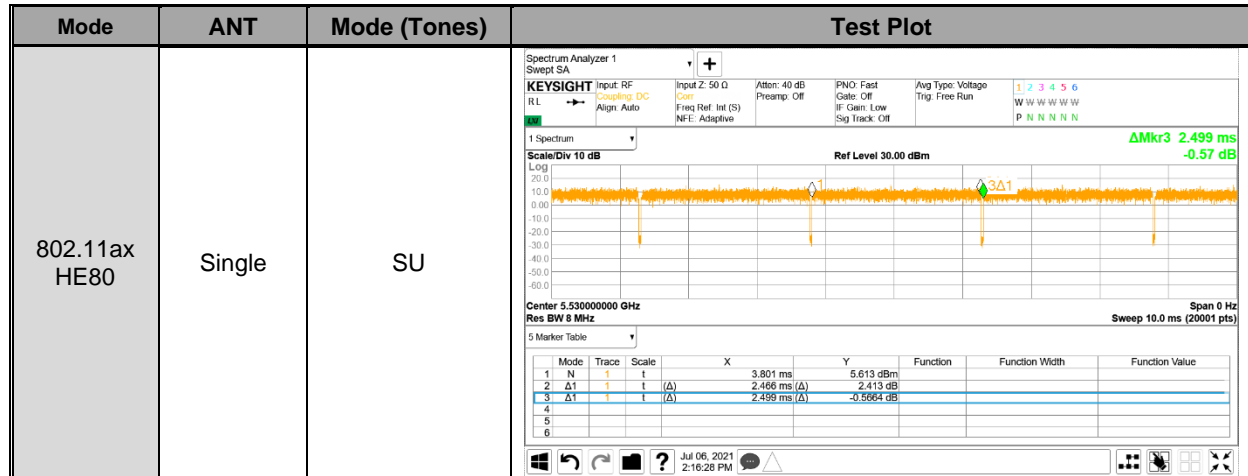 Mode ANT Mode (Tones) Test Plot
802.11ax
HE80
Single
SU
Spectrum Analyzer 1
Swept SA
+
KEYSIGHT
RL
LXI
Input: RF
Coupling: DC
Align: Auto
Input Z: 50 Ω
Corr
Freq Ref: Int (S)
NFE: Adaptive
Atten: 40 dB
Preamp: Off
PNO: Fast
Gate: Off
IF Gain: Low
Sig Track: Off
Avg Type: Voltage
Trig: Free Run
1 2 3 4 5 6
W W W W W W
P N N N N N
1 Spectrum
ΔMkr3 2.499 ms
Scale/Div 10 dB Ref Level 30.00 dBm -0.57 dB
Log
20.0
10.0
0.00
-10.0
-20.0
-30.0
-40.0
-50.0
-60.0
1
3Δ1
Center 5.530000000 GHz Span 0 Hz
Res BW 8 MHz Sweep 10.0 ms (20001 pts)
5 Marker Table
Mode Trace Scale X Y Function Function Width Function Value
1 N 1 t 3.801 ms 5.613 dBm
2 Δ1 1 t (Δ) 2.466 ms (Δ) 2.413 dB
3 Δ1 1 t (Δ) 2.499 ms (Δ) -0.5664 dB
4
5
6
?
Jul 06, 2021
2:16:28 PM